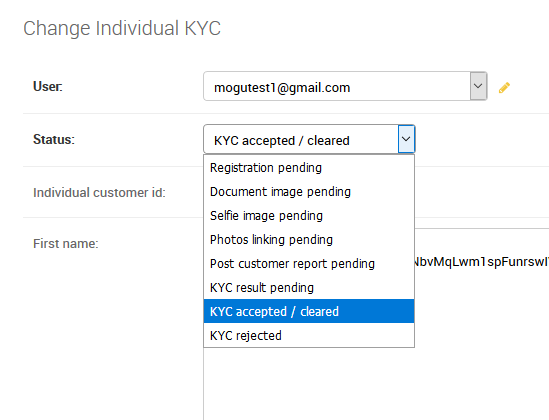 Change Individual KYC
User: mogutest1@gmail.com
Status: KYC accepted / cleared
Registration pending
Document image pending
Individual customer id:
Selfie image pending
First name:
Photos linking pending
Post customer report pending
KYC result pending
KYC accepted / cleared
KYC rejected